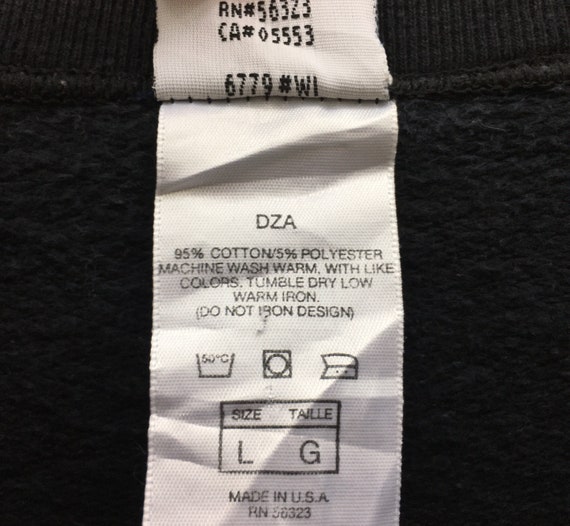 RN#56323
CA#05553
6779#WI
DZA
95% COTTON/5% POLYESTER
MACHINE WASH WARM, WITH LIKE
COLORS. TUMBLE DRY LOW
WARM IRON.
(DO NOT IRON DESIGN)
50°C
SIZE TAILLE
L G
MADE IN U.S.A.
RN 56323